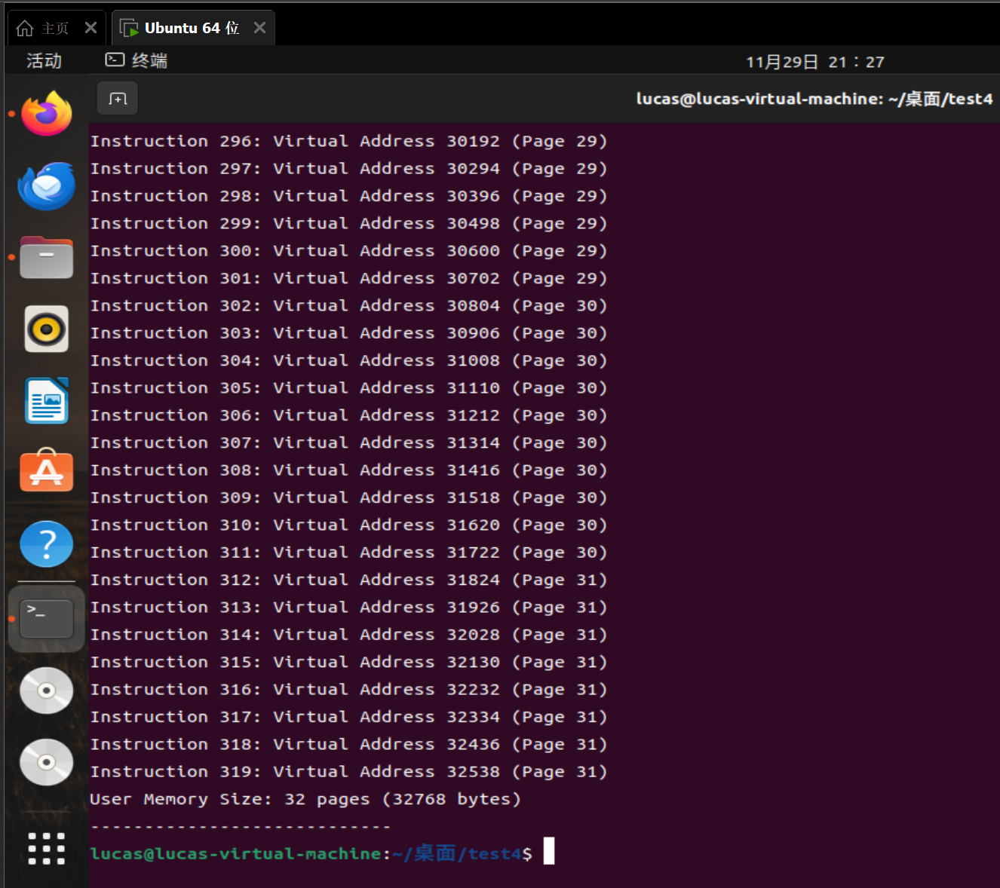 主页
Ubuntu 64 位
活动
终端
11月29日 21：27
lucas@lucas-virtual-machine: ~/桌面/test4
Instruction 296: Virtual Address 30192 (Page 29)
Instruction 297: Virtual Address 30294 (Page 29)
Instruction 298: Virtual Address 30396 (Page 29)
Instruction 299: Virtual Address 30498 (Page 29)
Instruction 300: Virtual Address 30600 (Page 29)
Instruction 301: Virtual Address 30702 (Page 29)
Instruction 302: Virtual Address 30804 (Page 30)
Instruction 303: Virtual Address 30906 (Page 30)
Instruction 304: Virtual Address 31008 (Page 30)
Instruction 305: Virtual Address 31110 (Page 30)
Instruction 306: Virtual Address 31212 (Page 30)
Instruction 307: Virtual Address 31314 (Page 30)
Instruction 308: Virtual Address 31416 (Page 30)
Instruction 309: Virtual Address 31518 (Page 30)
Instruction 310: Virtual Address 31620 (Page 30)
Instruction 311: Virtual Address 31722 (Page 30)
Instruction 312: Virtual Address 31824 (Page 31)
Instruction 313: Virtual Address 31926 (Page 31)
Instruction 314: Virtual Address 32028 (Page 31)
Instruction 315: Virtual Address 32130 (Page 31)
Instruction 316: Virtual Address 32232 (Page 31)
Instruction 317: Virtual Address 32334 (Page 31)
Instruction 318: Virtual Address 32436 (Page 31)
Instruction 319: Virtual Address 32538 (Page 31)
User Memory Size: 32 pages (32768 bytes)
----------------------------
lucas@lucas-virtual-machine:~/桌面/test4$